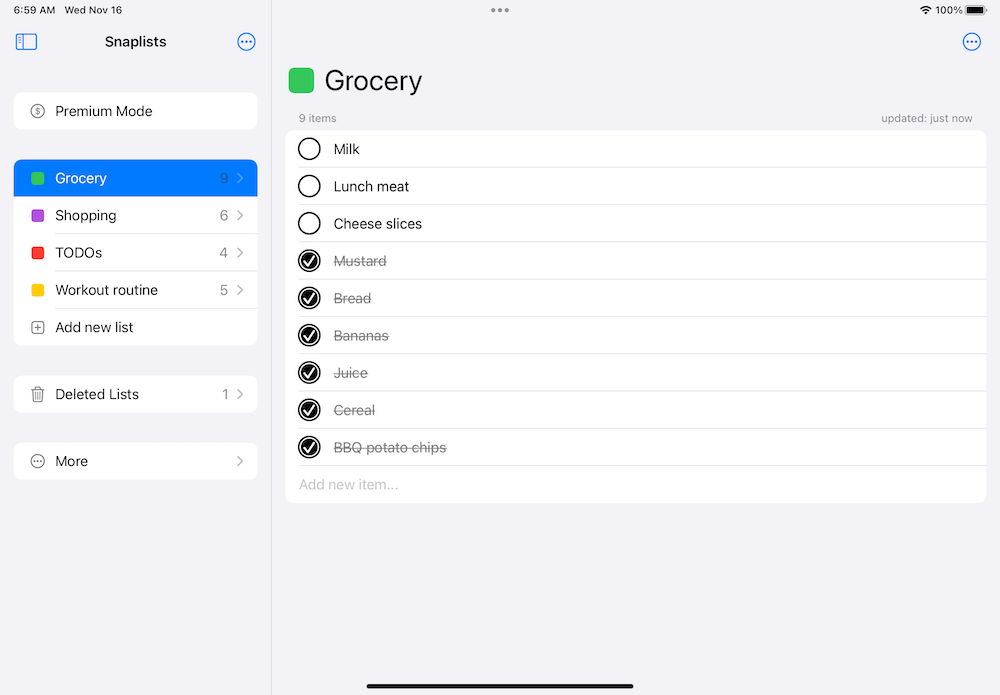 6:59 AM Wed Nov 16
100%
Snaplists
Premium Mode
Grocery 9
Shopping 6
TODOs 4
Workout routine 5
Add new list
Deleted Lists 1
More
Grocery
9 items updated: just now
Milk
Lunch meat
Cheese slices
Mustard
Bread
Bananas
Juice
Cereal
BBQ potato chips
Add new item...